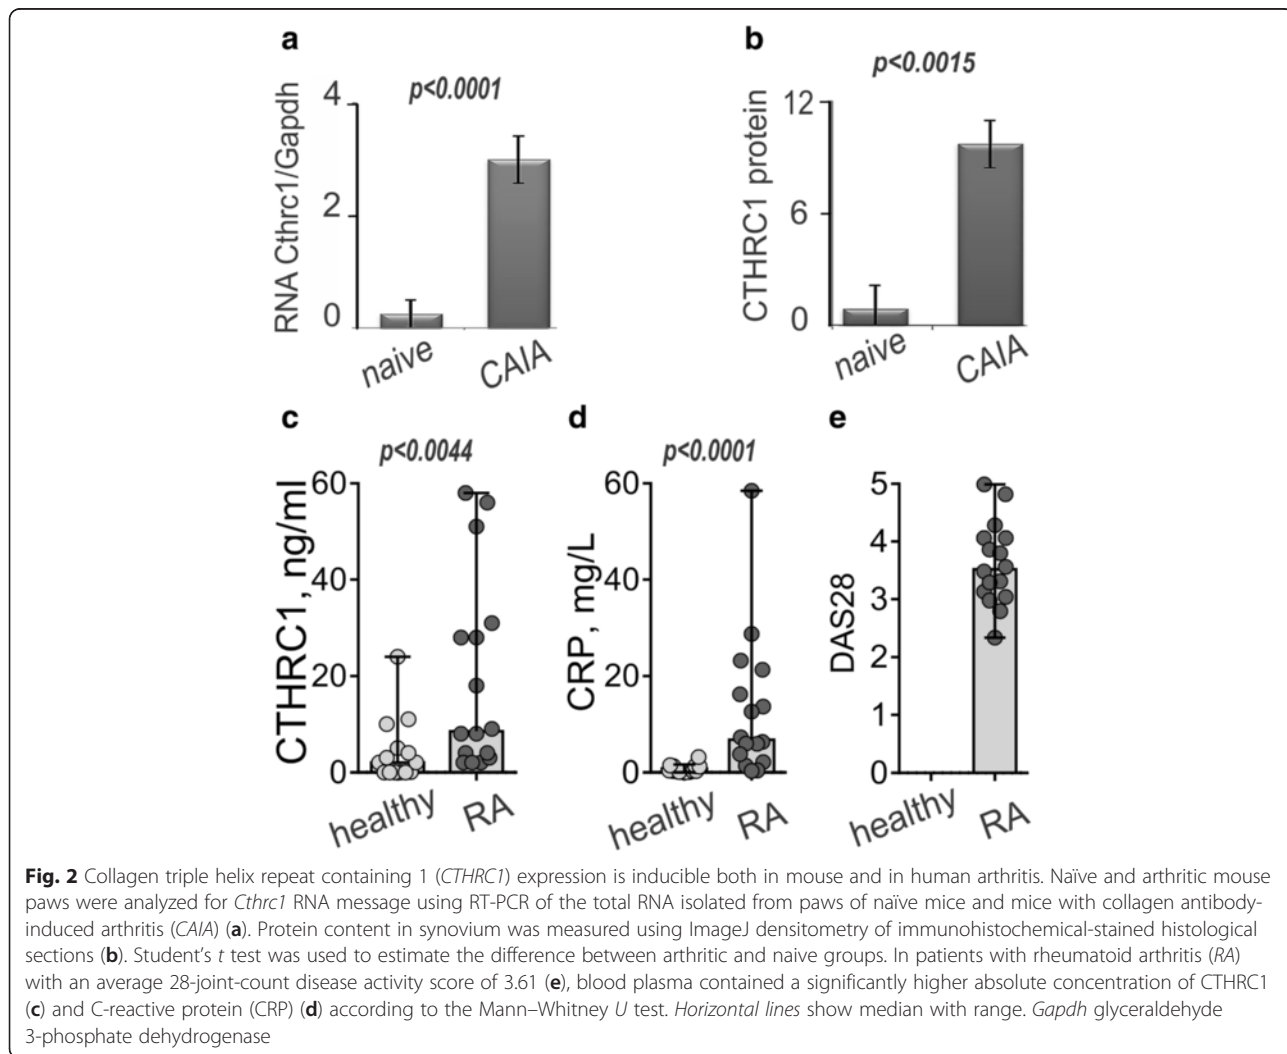 a
p<0.0001
RNA Cthrc1/Gapdh
4
2
0
naive
CAIA
b
p<0.0015
CTHRC1 protein
12
6
0
naive
CAIA
c
p<0.0044
CTHRC1, ng/ml
60
40
20
0
healthy
RA
d
p<0.0001
CRP, mg/L
60
40
20
0
healthy
RA
e
DAS28
5
4
3
2
1
0
healthy
RA
Fig. 2 Collagen triple helix repeat containing 1 (CTHRC1) expression is inducible both in mouse and in human arthritis. Naïve and arthritic mouse
paws were analyzed for Cthrc1 RNA message using RT-PCR of the total RNA isolated from paws of naïve mice and mice with collagen antibody-
induced arthritis (CAIA) (a). Protein content in synovium was measured using ImageJ densitometry of immunohistochemical-stained histological
sections (b). Student’s t test was used to estimate the difference between arthritic and naive groups. In patients with rheumatoid arthritis (RA)
with an average 28-joint-count disease activity score of 3.61 (e), blood plasma contained a significantly higher absolute concentration of CTHRC1
(c) and C-reactive protein (CRP) (d) according to the Mann–Whitney U test. Horizontal lines show median with range. Gapdh glyceraldehyde
3-phosphate dehydrogenase